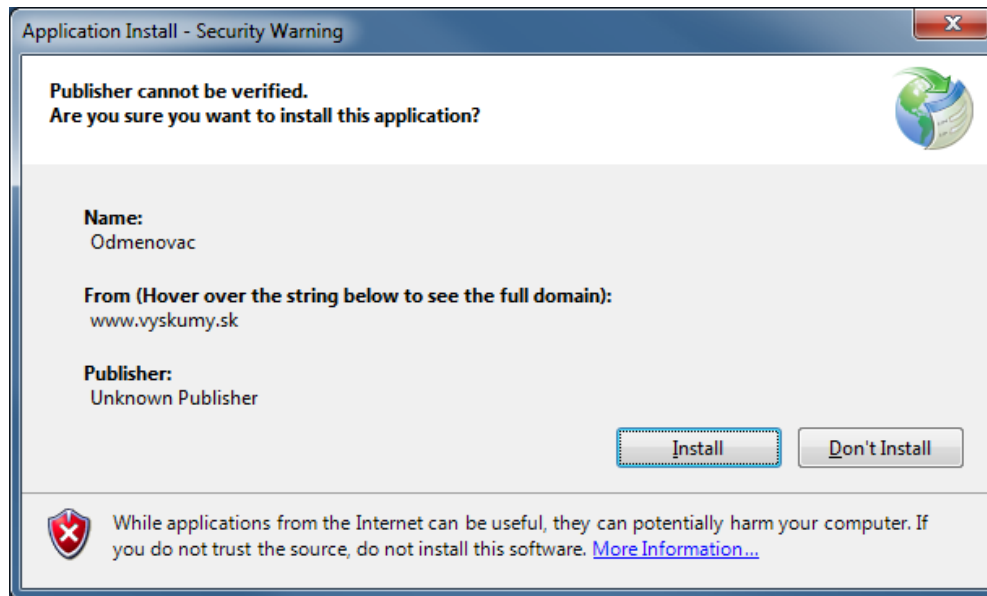 Application Install - Security Warning
Publisher cannot be verified.
Are you sure you want to install this application?
Name:
Odmenovac
From (Hover over the string below to see the full domain):
www.vyskumy.sk
Publisher:
Unknown Publisher
Install
Don't Install
While applications from the Internet can be useful, they can potentially harm your computer. If
you do not trust the source, do not install this software. More Information...